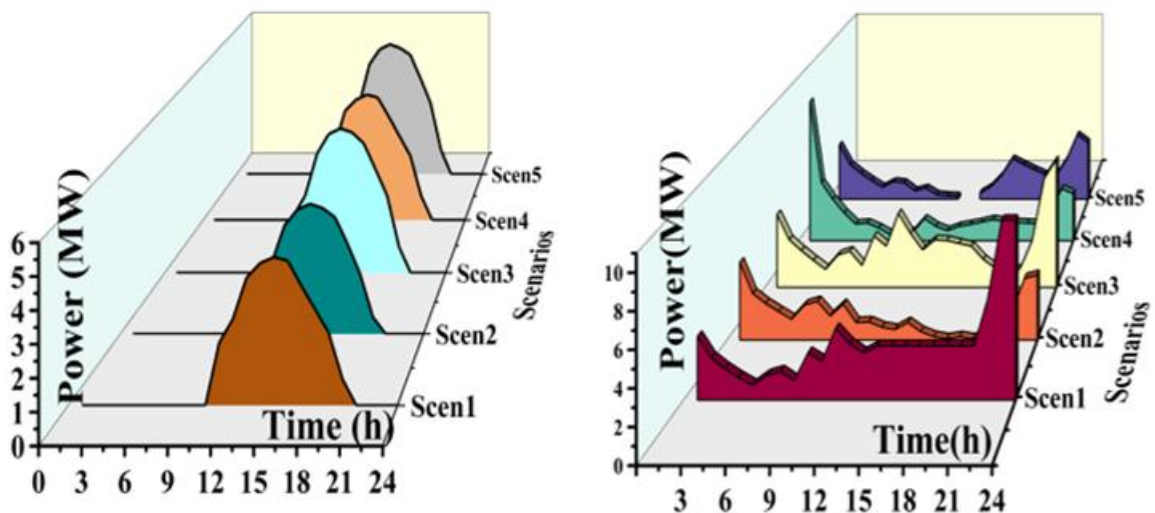 Power (MW)
6
5
4
3
2
1
0
0 3 6 9 12 15 18 21 24
Time (h)
Scen1
Scen2
Scen3
Scen4
Scen5
Scenarios
Power(MW)
10
8
6
4
2
0
3 6 9 12 15 18 21 24
Time(h)
Scen1
Scen2
Scen3
Scen4
Scen5
Scenarios